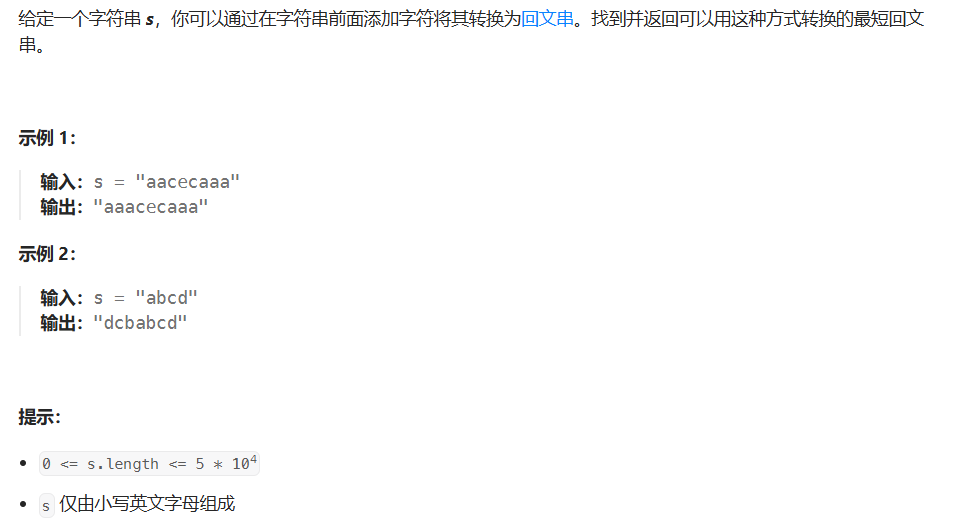 给定一个字符串 s，你可以通过在字符串前面添加字符将其转换为回文串。找到并返回可以用这种方式转换的最短回文
串。
示例 1：
输入：s = "aacecaaa"
输出："aaacecaaa"
示例 2：
输入：s = "abcd"
输出："dcbabcd"
提示：
• 0 <= s.length <= 5 * 10⁴
• s 仅由小写英文字母组成